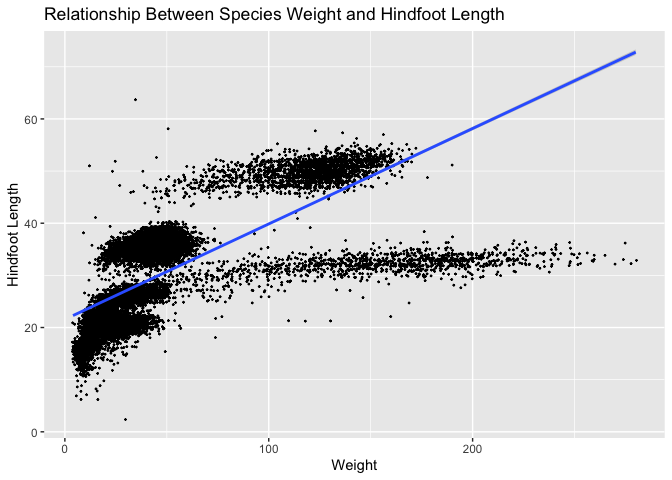 Relationship Between Species Weight and Hindfoot Length
60
40
20
0
Hindfoot Length
0 100 200
Weight